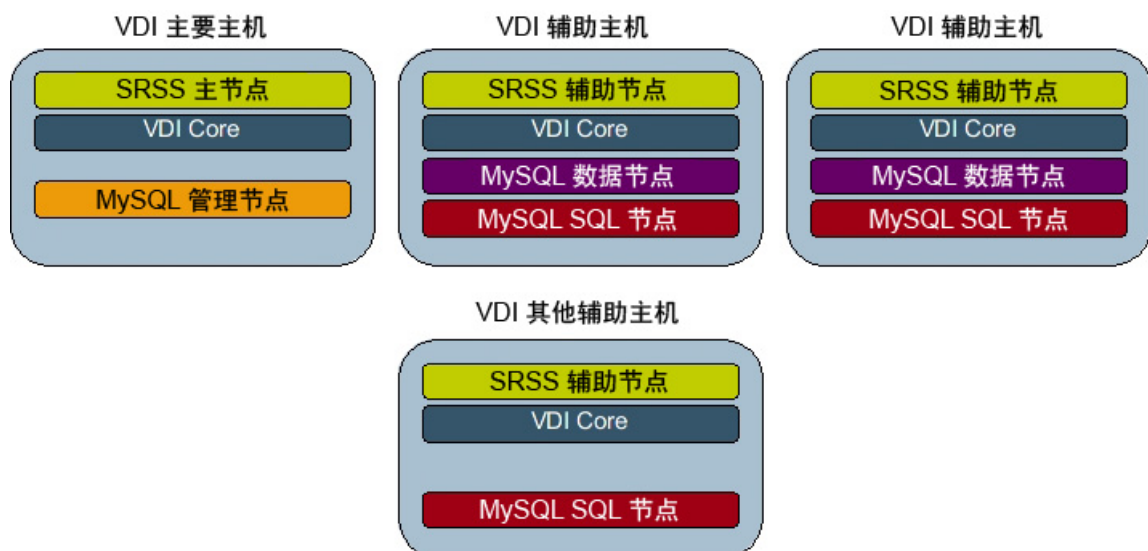 VDI 主要主机
SRSS 主节点
VDI Core
MySQL 管理节点
VDI 辅助主机
SRSS 辅助节点
VDI Core
MySQL 数据节点
MySQL SQL 节点
VDI 辅助主机
SRSS 辅助节点
VDI Core
MySQL 数据节点
MySQL SQL 节点
VDI 其他辅助主机
SRSS 辅助节点
VDI Core
MySQL SQL 节点